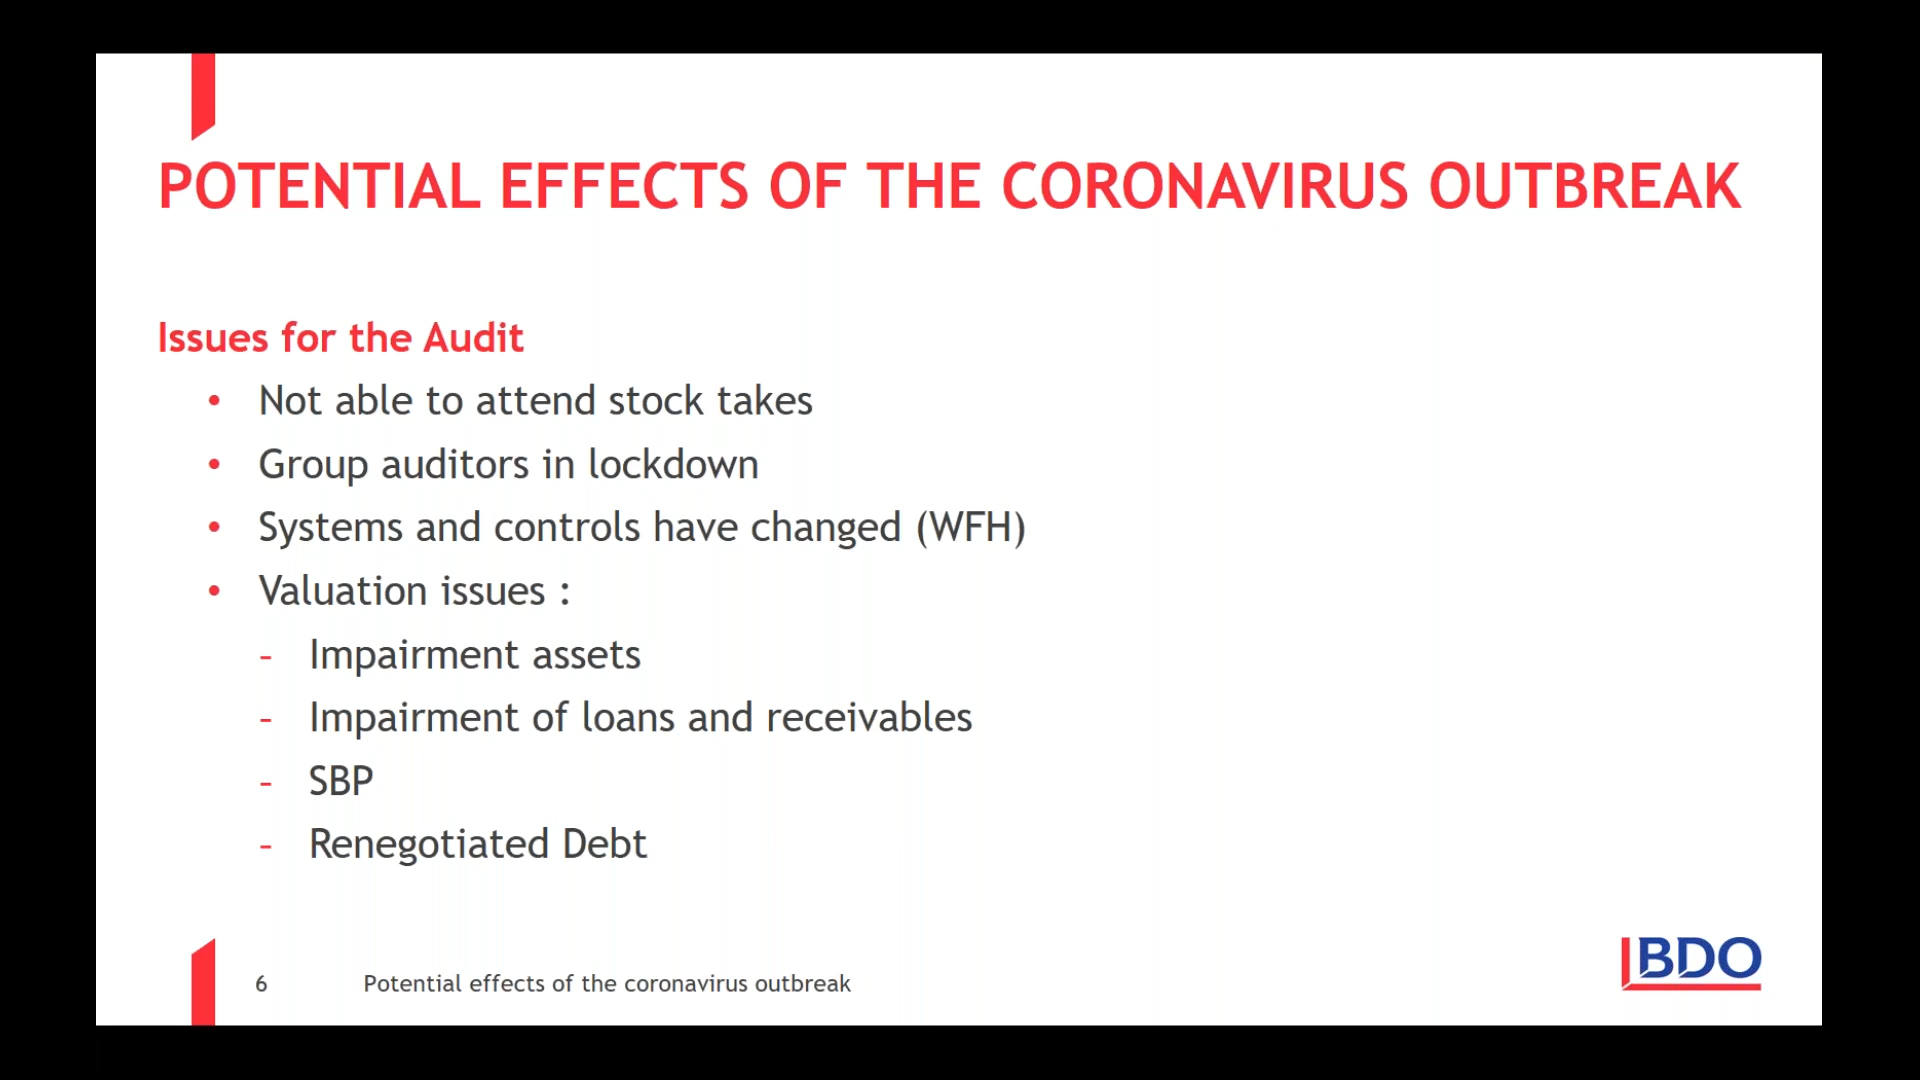 POTENTIAL EFFECTS OF THE CORONAVIRUS OUTBREAK
Issues for the Audit
• Not able to attend stock takes
• Group auditors in lockdown
• Systems and controls have changed (WFH)
• Valuation issues :
- Impairment assets
- Impairment of loans and receivables
- SBP
- Renegotiated Debt
6 Potential effects of the coronavirus outbreak
BDO